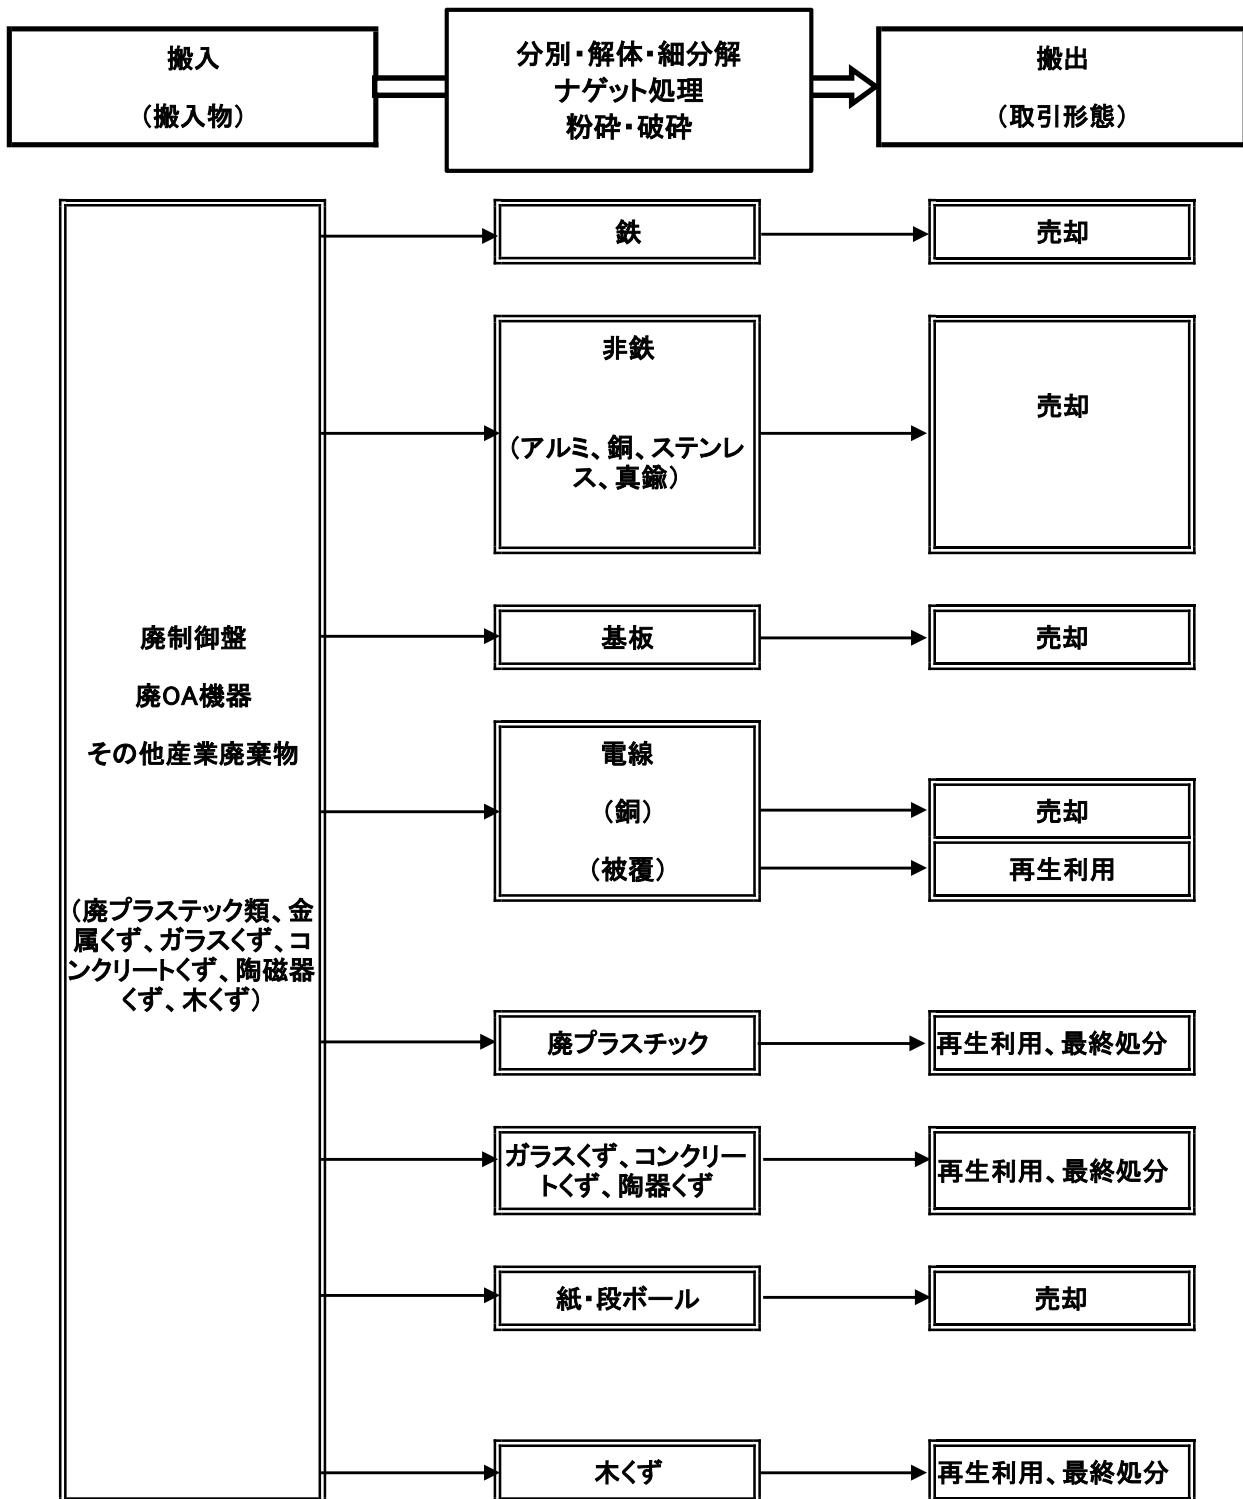 搬入
（搬入物）
分別・解体・細分解
ナゲット処理
粉砕・破砕
搬出
（取引形態）
廃制御盤
廃OA機器
その他産業廃棄物
（廃プラステック類、金
属くず、ガラスくず、コ
ンクリートくず、陶磁器
くず、木くず）
鉄
売却
非鉄
（アルミ、銅、ステンレ
ス、真鍮）
売却
基板
売却
電線
（銅）
（被覆）
売却
再生利用
廃プラスチック
再生利用、最終処分
ガラスくず、コンクリー
トくず、陶器くず
再生利用、最終処分
紙・段ボール
売却
木くず
再生利用、最終処分